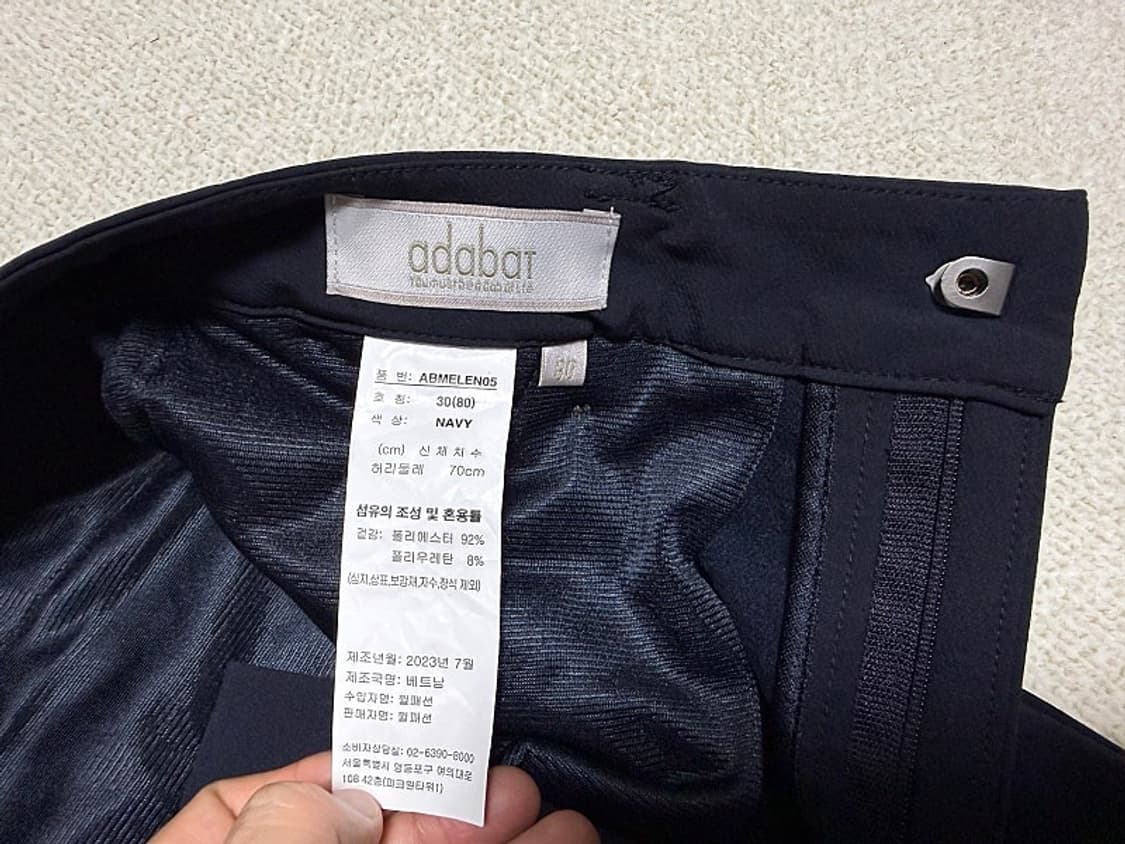 adabat
30
품 번: ABMELEN05
호 칭: 30(80)
색 상: NAVY
(cm) 신체치수
허리둘레 70cm
섬유의 조성 및 혼용률
겉감: 폴리에스터 92%
폴리우레탄 8%
(심지,상표,보강재,자수,장식 제외)
제조년월: 2023년 7월
제조국명: 베트남
수입자명: 월패션
판매자명: 월패션
소비자상담실: 02-6390-8000
서울특별시 영등포구 여의대로
108 42층(파크원타워1)